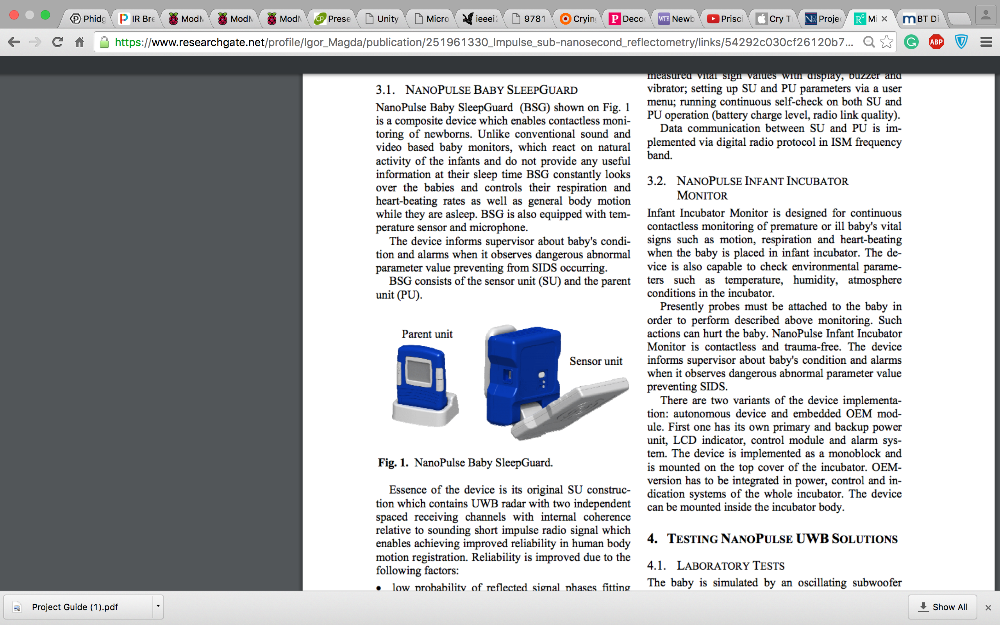 Phidg
IR Bre
ModM
ModM
ModM
Prese
Unity
Micro
ieeei2
9781
Cryin
Deco
Newb
Prisci
Cry T
Projec
Mi
BT Di
https://www.researchgate.net/profile/Igor_Magda/publication/251961330_Impulse_sub-nanosecond_reflectometry/links/54292c030cf26120b7...
3.1. NANOPULSE BABY SLEEPGUARD
NanoPulse Baby SleepGuard (BSG) shown on Fig. 1
is a composite device which enables contactless moni-
toring of newborns. Unlike conventional sound and
video based baby monitors, which react on natural
activity of the infants and do not provide any useful
information at their sleep time BSG constantly looks
over the babies and controls their respiration and
heart-beating rates as well as general body motion
while they are asleep. BSG is also equipped with tem-
perature sensor and microphone.
The device informs supervisor about baby's condi-
tion and alarms when it observes dangerous abnormal
parameter value preventing from SIDS occurring.
BSG consists of the sensor unit (SU) and the parent
unit (PU).
Parent unit
Sensor unit
Fig. 1. NanoPulse Baby SleepGuard.
Essence of the device is its original SU construc-
tion which contains UWB radar with two independent
spaced receiving channels with internal coherence
relative to sounding short impulse radio signal which
enables achieving improved reliability in human body
motion registration. Reliability is improved due to the
following factors:
• low probability of reflected signal phases fitting
measured vital sign values with display, buzzer and
vibrator; setting up SU and PU parameters via a user
menu; running continuous self-check on both SU and
PU operation (battery charge level, radio link quality).
Data communication between SU and PU is im-
plemented via digital radio protocol in ISM frequency
band.
3.2. NANOPULSE INFANT INCUBATOR
MONITOR
Infant Incubator Monitor is designed for continuous
contactless monitoring of premature or ill baby's vital
signs such as motion, respiration and heart-beating
when the baby is placed in infant incubator. The de-
vice is also capable to check environmental parame-
ters such as temperature, humidity, atmosphere
conditions in the incubator.
Presently probes must be attached to the baby in
order to perform described above monitoring. Such
actions can hurt the baby. NanoPulse Infant Incubator
Monitor is contactless and trauma-free. The device
informs supervisor about baby's condition and alarms
when it observes dangerous abnormal parameter value
preventing SIDS.
There are two variants of the device implementa-
tion: autonomous device and embedded OEM mod-
ule. First one has its own primary and backup power
unit, LCD indicator, control module and alarm sys-
tem. The device is implemented as a monoblock and
is mounted on the top cover of the incubator. OEM-
version has to be integrated in power, control and in-
dication systems of the whole incubator. The device
can be mounted inside the incubator body.
4. TESTING NANOPULSE UWB SOLUTIONS
4.1. LABORATORY TESTS
The baby is simulated by an oscillating subwoofer
Project Guide (1).pdf
Show All